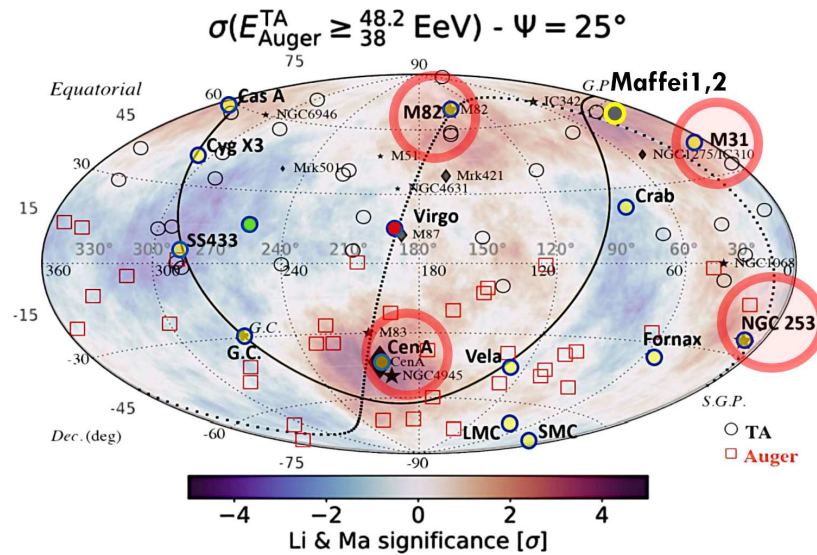 σ(E^TA_Auger ≥ ^48.2_38 EeV) - Ψ = 25°
90
75
Equatorial
G.P.
Maffei1,2
60
Cas A
M82
M82
IC342
45
NGC6946
M31
Cyg X3
M51
NGC1275/IC310
30
Mrk501
Mrk421
NGC4631
Crab
15
Virgo
M87
SS433
360
330°
300°
270°
240°
210°
180°
150°
120°
90°
60°
30°
0
NGC1068
300
240
180
120
60
-15
G.C.
M83
NGC 253
G.C.
CenA
CenA
Fornax
-30
NGC4945
Vela
-45
S.G.P.
LMC
SMC
TA
Dec.(deg)
-60
Auger
-75
-90
−4
−2
0
2
4
Li & Ma significance [σ]